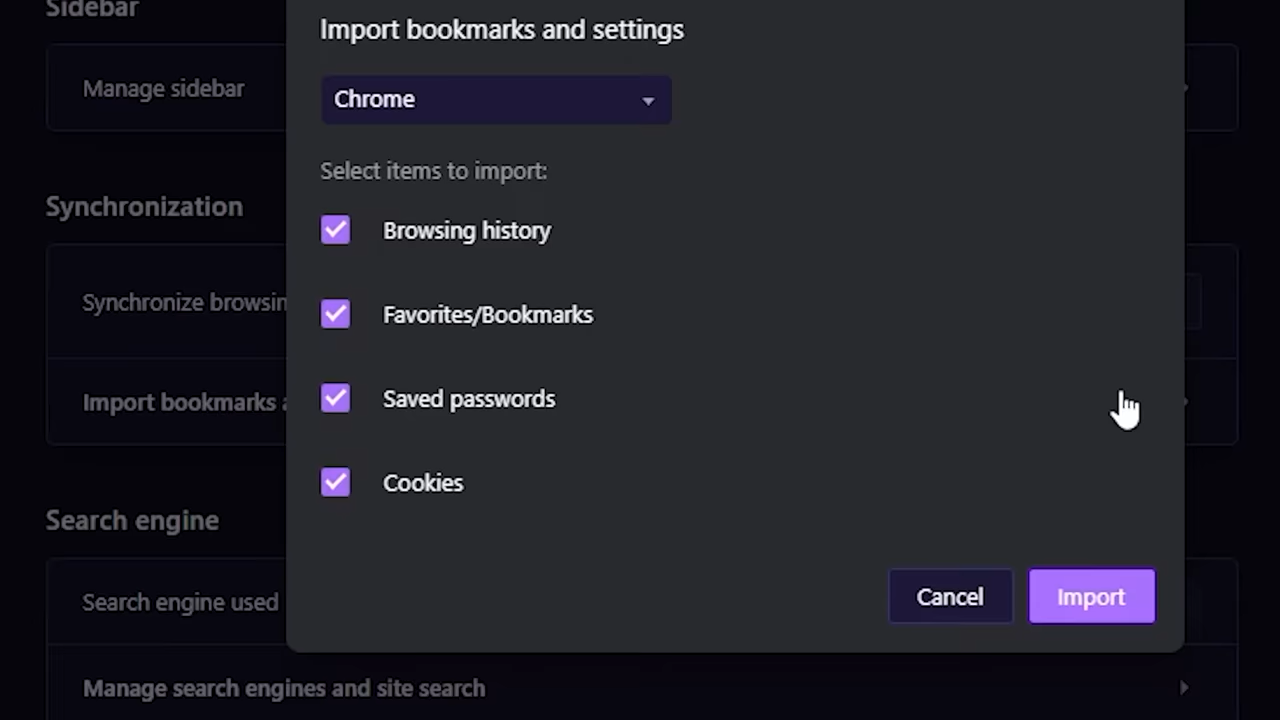 Sidebar
Import bookmarks and settings
Manage sidebar
Chrome
Select items to import:
Synchronization
Browsing history
Synchronize browsin
Favorites/Bookmarks
Import bookmarks a
Saved passwords
Cookies
Search engine
Search engine used
Cancel
Import
Manage search engines and site search